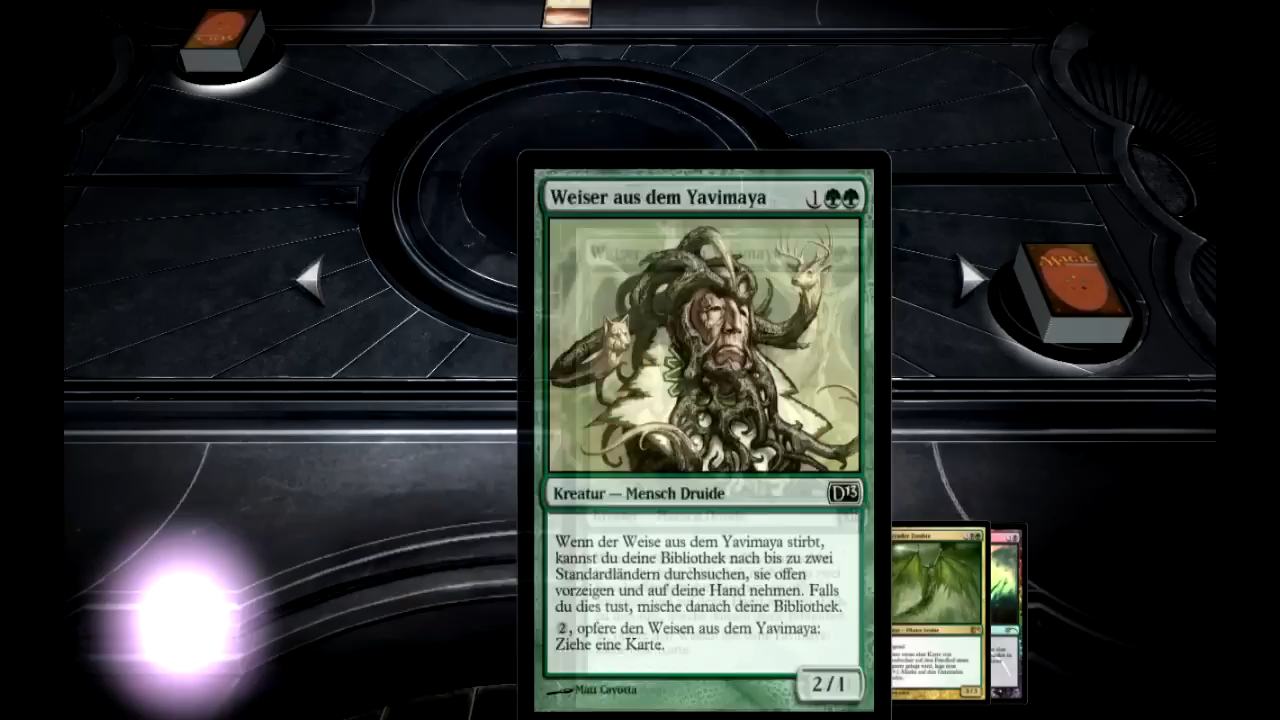 MAGIC
Weiser aus dem Yavimaya 1
Kreatur — Mensch Druide D13
Wenn der Weise aus dem Yavimaya stirbt,
kannst du deine Bibliothek nach bis zu zwei
Standardländern durchsuchen, sie offen
vorzeigen und auf deine Hand nehmen. Falls
du dies tust, mische danach deine Bibliothek.
2, opfere den Weisen aus dem Yavimaya:
Ziehe eine Karte.
2/1
Matt Cavotta